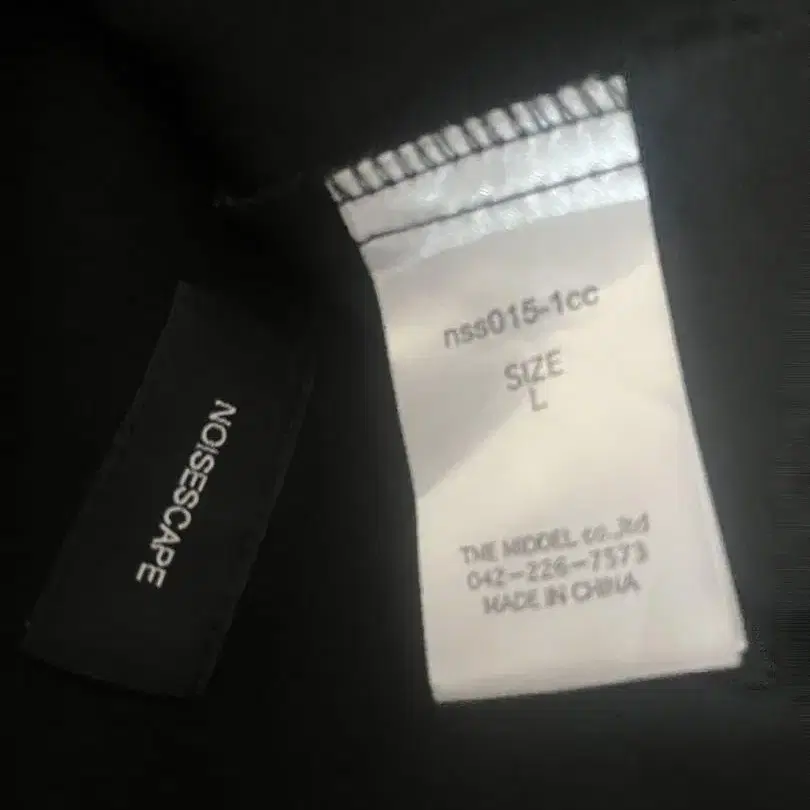 NOISESCAPE
nss015-1cc
SIZE
L
THE MIDDEL co.,ltd
042-226-7573
MADE IN CHINA